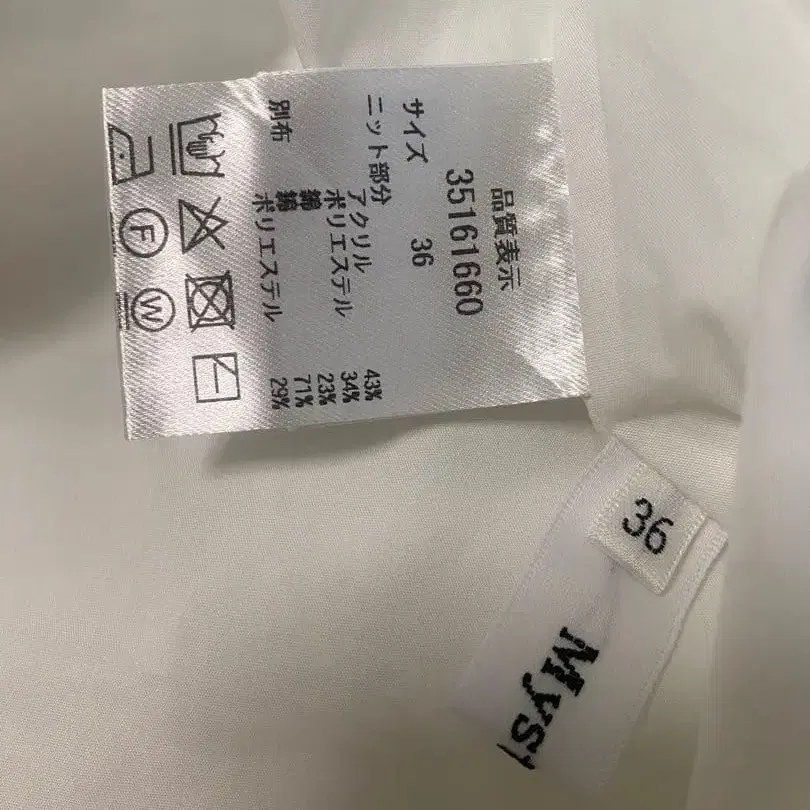 品質表示
35161660
サイズ 36
ニット部分
アクリル 43%
ポリエステル 34%
綿 23%
別布 綿 71%
ポリエステル 29%
F
W
36
Myst